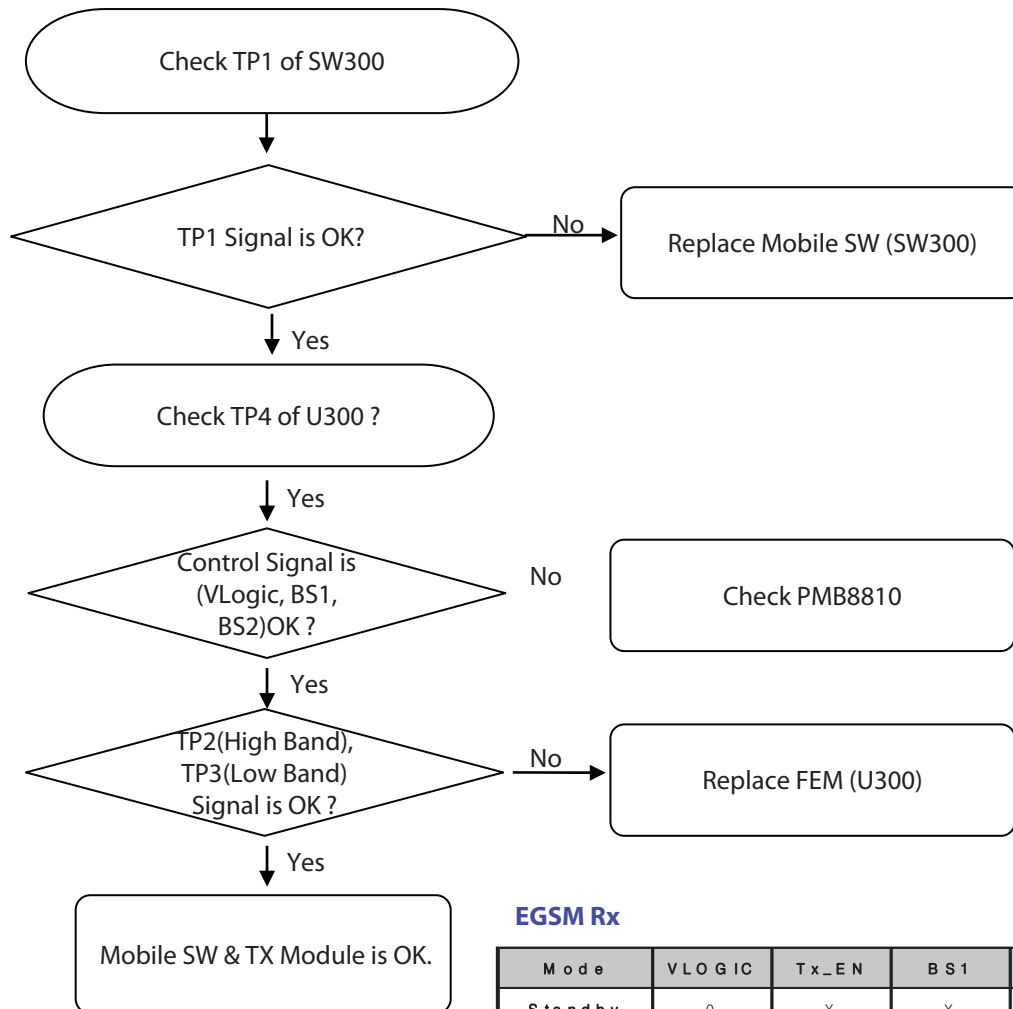 Check TP1 of SW300
TP1 Signal is OK?
No
Replace Mobile SW (SW300)
Yes
Check TP4 of U300 ?
Yes
Control Signal is
(VLogic, BS1,
BS2)OK ?
No
Check PMB8810
Yes
TP2(High Band),
TP3(Low Band)
Signal is OK ?
No
Replace FEM (U300)
Yes
Mobile SW & TX Module is OK.
EGSM Rx
Mode VLOGIC Tx_EN BS1
Standby